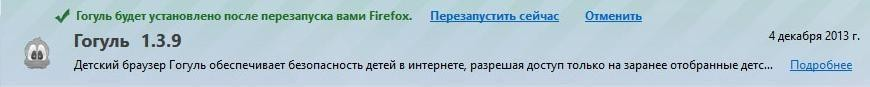 Гогуль будет установлено после перезапуска вами Firefox. Перезапустить сейчас Отменить
Гогуль 1.3.9 4 декабря 2013 г.
Детский браузер Гогуль обеспечивает безопасность детей в интернете, разрешая доступ только на заранее отобранные детс... Подробнее